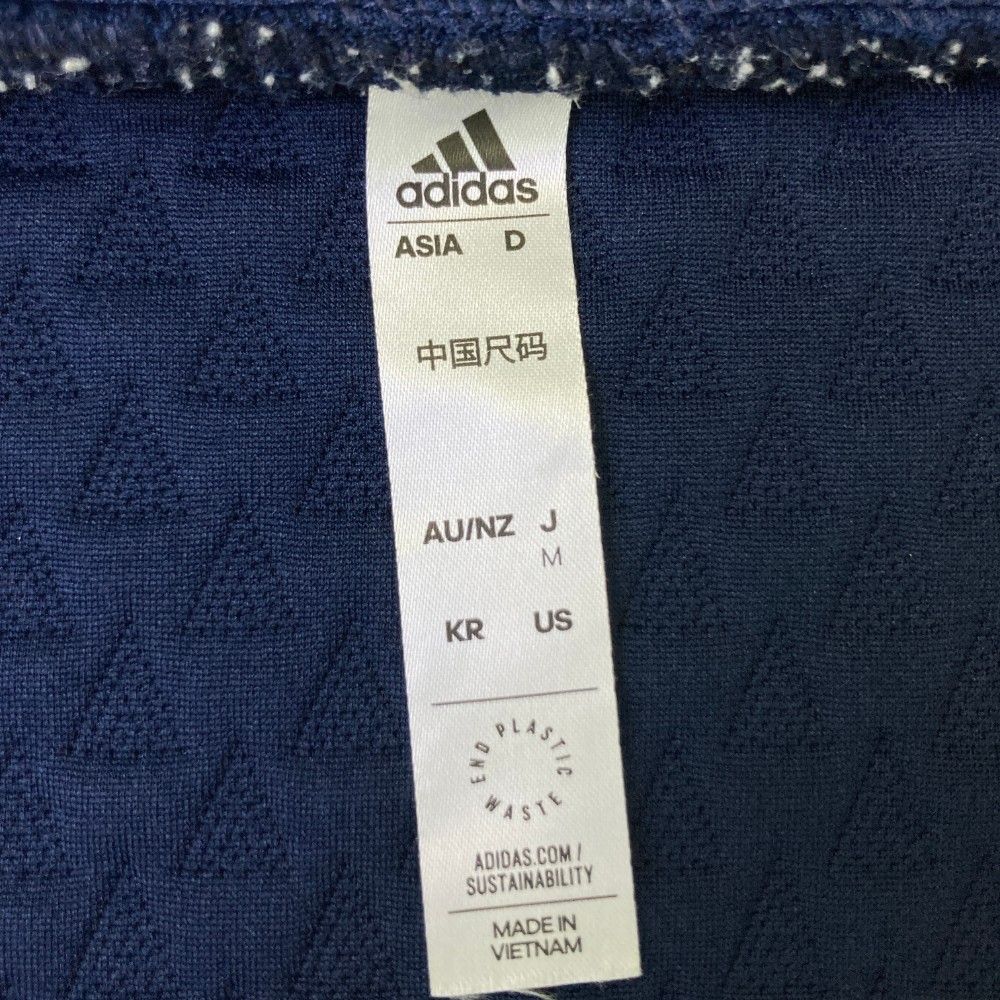 adidas
ASIA D
中国尺码
AU/NZ J
M
KR US
END PLASTIC WASTE
ADIDAS.COM /
SUSTAINABILITY
MADE IN
VIETNAM